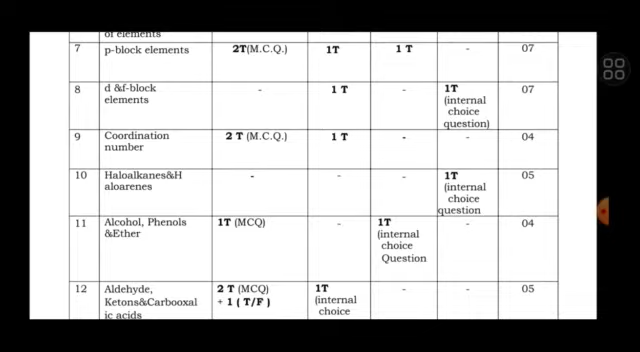 of elements
7 p-block elements 2T(M.C.Q.) 1T 1 T - 07
8 d &f-block - 1 T - 1T 07
elements (internal
choice
question)
9 Coordination 2 T (M.C.Q.) 1 T - - 04
number
10 Haloalkanes&H - - - 1T 05
aloarenes (internal
choice
question
11 Alcohol, Phenols 1T (MCQ) - 1T - 04
&Ether (internal
choice
Question
12 Aldehyde, 2 T (MCQ) 1T - - 05
Ketons&Carbooxal + 1 ( T/F ) (internal
ic acids choice